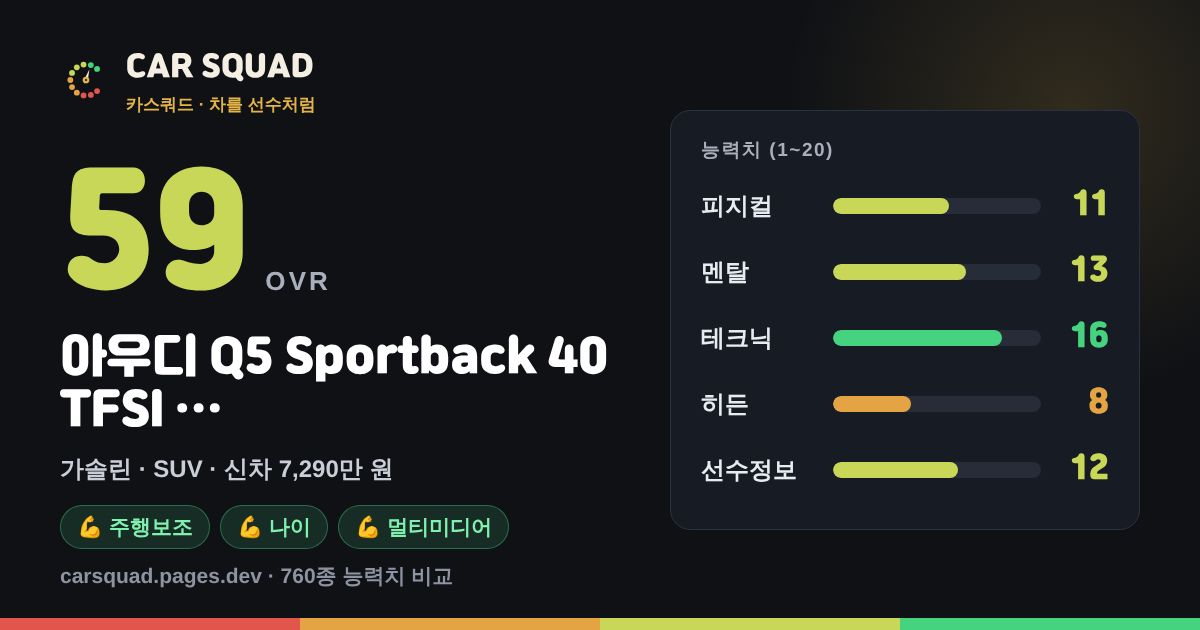 CAR SQUAD
카스쿼드 · 차를 선수처럼
59 OVR
아우디 Q5 Sportback 40
TFSI ···
가솔린 · SUV · 신차 7,290만 원
💪 주행보조 💪 나이 💪 멀티미디어
carsquad.pages.dev · 760종 능력치 비교
능력치 (1~20)
피지컬 11
멘탈 13
테크닉 16
히든 8
선수정보 12